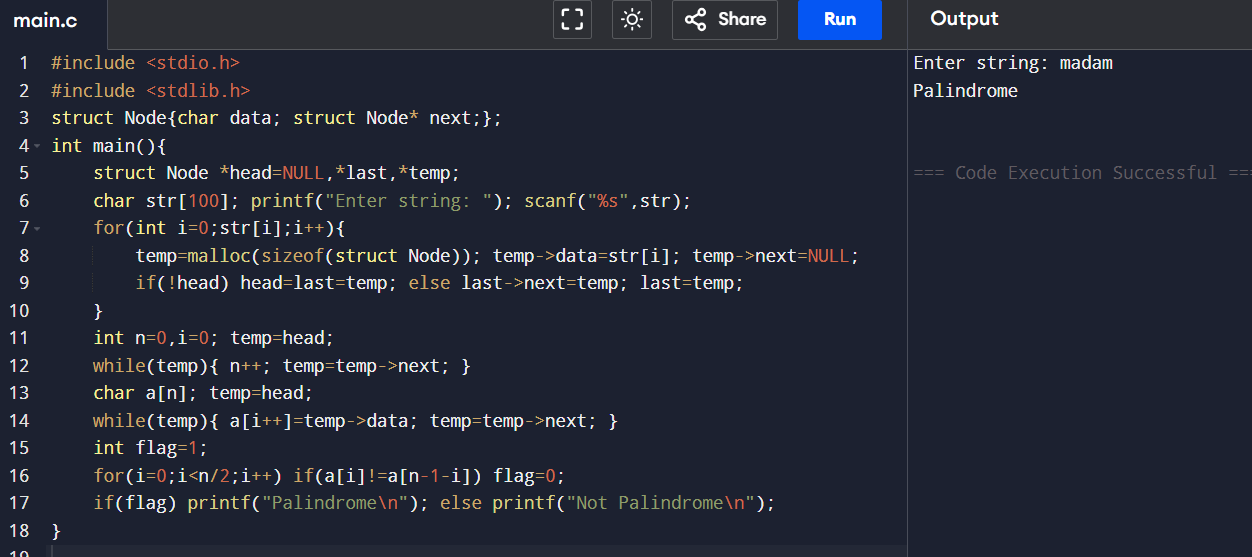 main.c Share Run Output
1 #include <stdio.h>
2 #include <stdlib.h>
3 struct Node{char data; struct Node* next;};
4 int main(){
5     struct Node *head=NULL,*last,*temp;
6     char str[100]; printf("Enter string: "); scanf("%s",str);
7     for(int i=0;str[i];i++){
8         temp=malloc(sizeof(struct Node)); temp->data=str[i]; temp->next=NULL;
9         if(!head) head=last=temp; else last->next=temp; last=temp;
10     }
11     int n=0,i=0; temp=head;
12     while(temp){ n++; temp=temp->next; }
13     char a[n]; temp=head;
14     while(temp){ a[i++]=temp->data; temp=temp->next; }
15     int flag=1;
16     for(i=0;i<n/2;i++) if(a[i]!=a[n-1-i]) flag=0;
17     if(flag) printf("Palindrome\n"); else printf("Not Palindrome\n");
18 }
19
Enter string: madam
Palindrome
=== Code Execution Successful ===